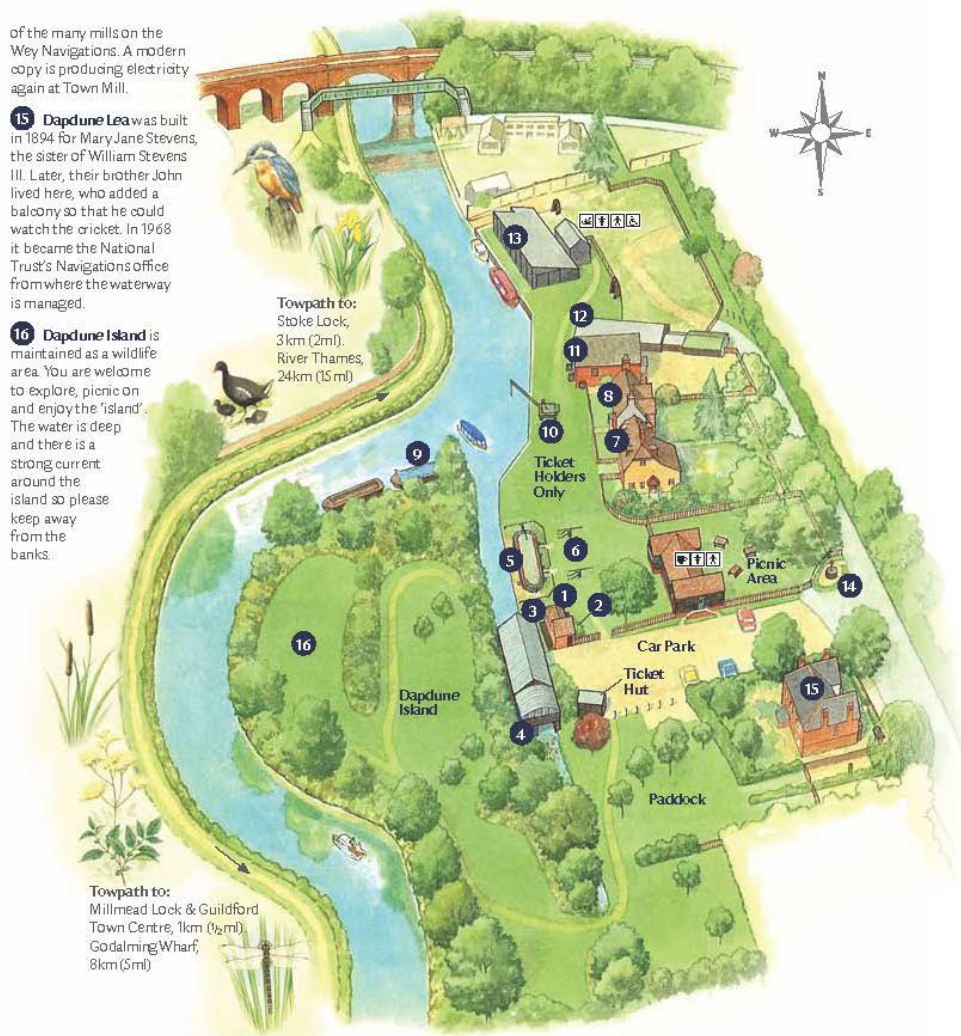 of the many mills on the
Wey Navigations. A modern
copy is producing electricity
again at Town Mill.
15 Dapdune Lea was built
in 1894 for Mary Jane Stevens,
the sister of William Stevens
III. Later, their brother John
lived here, who added a
balcony so that he could
watch the cricket. In 1968
it became the National
Trust's Navigations office
from where the waterway
is managed.
16 Dapdune Island is
maintained as a wildlife
area. You are welcome
to explore, picnic on
and enjoy the 'island'.
The water is deep
and there is a
strong current
around the
island so please
keep away
from the
banks.
N
W E
S
13
Towpath to:
Stoke Lock,
3km (2ml).
River Thames,
24km (15ml)
12
11
8
10
7
9
Ticket
Holders
Only
6
5
Picnic
Area
14
1
3
2
16
Car Park
Ticket
Hut
15
Dapdune
Island
4
Paddock
Towpath to:
Millmead Lock & Guildford
Town Centre, 1km (½ml).
Godalming Wharf,
8km (5ml)